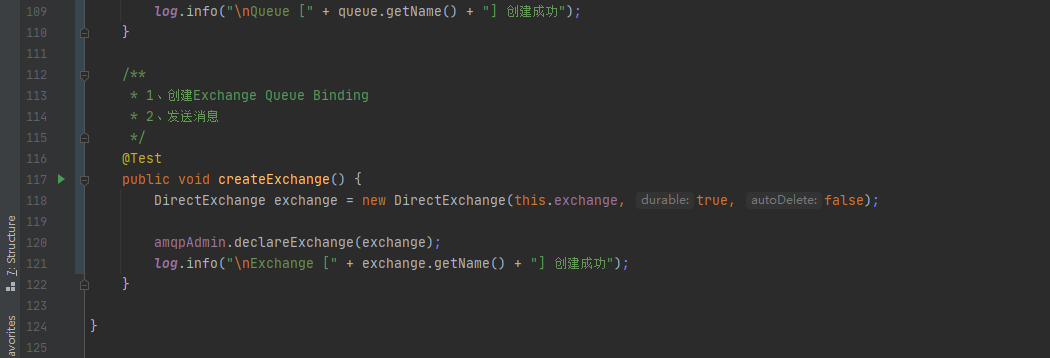 109 log.info("\nQueue [" + queue.getName() + "] 创建成功");
110 }
111
112 /**
113 * 1、创建Exchange Queue Binding
114 * 2、发送消息
115 */
116 @Test
117 public void createExchange() {
118 DirectExchange exchange = new DirectExchange(this.exchange, durable: true, autoDelete: false);
119
120 amqpAdmin.declareExchange(exchange);
121 log.info("\nExchange [" + exchange.getName() + "] 创建成功");
122 }
123
124 }
125
7: Structure
avorites